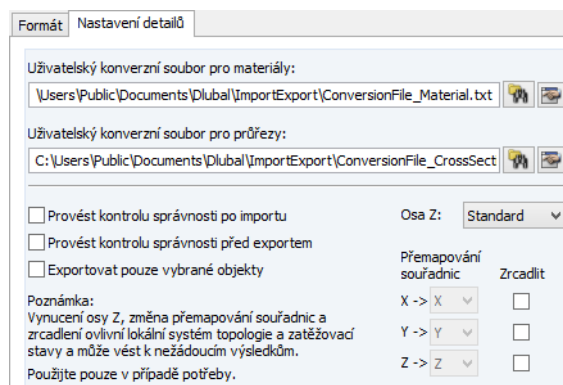 Formát
Nastavení detailů
Uživatelský konverzní soubor pro materiály:
\Users\Public\Documents\Dlubal\ImportExport\ConversionFile_Material.txt
Uživatelský konverzní soubor pro průřezy:
C:\Users\Public\Documents\Dlubal\ImportExport\ConversionFile_CrossSect
Provést kontrolu správnosti po importu
Provést kontrolu správnosti před exportem
Exportovat pouze vybrané objekty
Poznámka:
Vynucení osy Z, změna přemapování souřadnic a
zrcadlení ovlivní lokální systém topologie a zatěžovací
stavy a může vést k nežádoucím výsledkům.
Použijte pouze v případě potřeby.
Osa Z: Standard
Přemapování
souřadnic Zrcadlit
X -> X
Y -> Y
Z -> Z